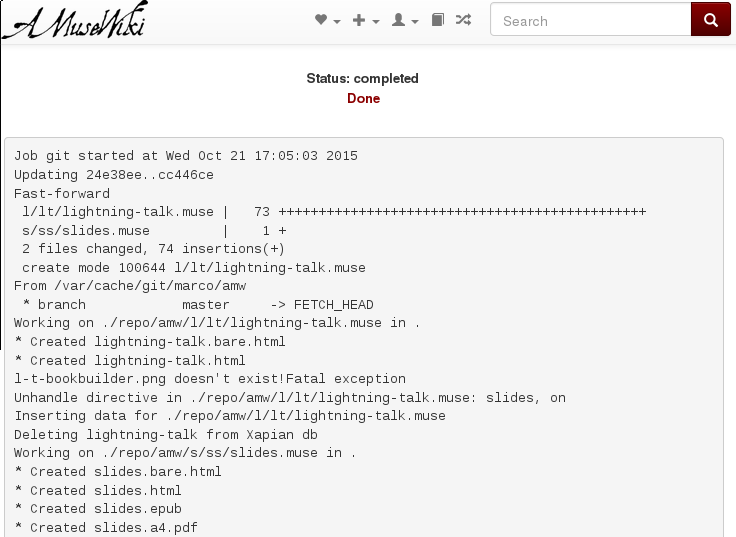 A MuseWiki
Search
Status: completed
Done
Job git started at Wed Oct 21 17:05:03 2015
Updating 24e38ee..cc446ce
Fast-forward
l/lt/lightning-talk.muse | 73 ++++++++++++++++++++++++++++++++++++++++++++++
s/ss/slides.muse | 1 +
2 files changed, 74 insertions(+)
create mode 100644 l/lt/lightning-talk.muse
From /var/cache/git/marco/amw
* branch master -> FETCH_HEAD
Working on ./repo/amw/l/lt/lightning-talk.muse in .
* Created lightning-talk.bare.html
* Created lightning-talk.html
l-t-bookbuilder.png doesn't exist!Fatal exception
Unhandle directive in ./repo/amw/l/lt/lightning-talk.muse: slides, on
Inserting data for ./repo/amw/l/lt/lightning-talk.muse
Deleting lightning-talk from Xapian db
Working on ./repo/amw/s/ss/slides.muse in .
* Created slides.bare.html
* Created slides.html
* Created slides.epub
* Created slides.a4.pdf